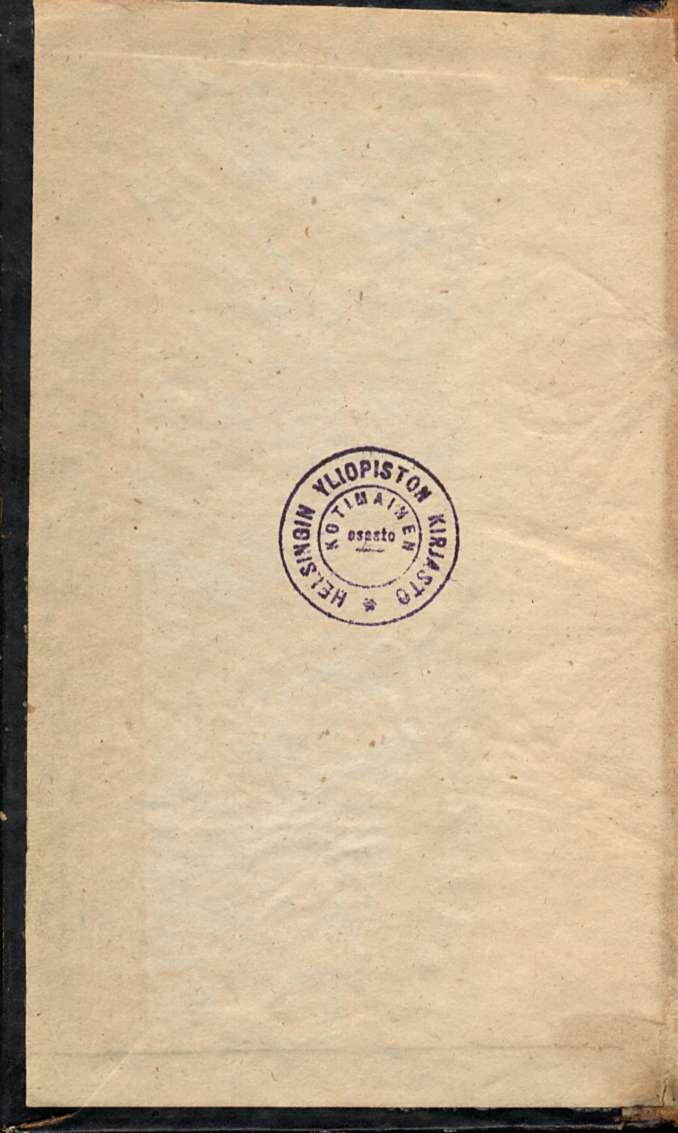 HELSINGIN YLIOPISTON KIRJASTO *
KOTIMAINEN
osasto